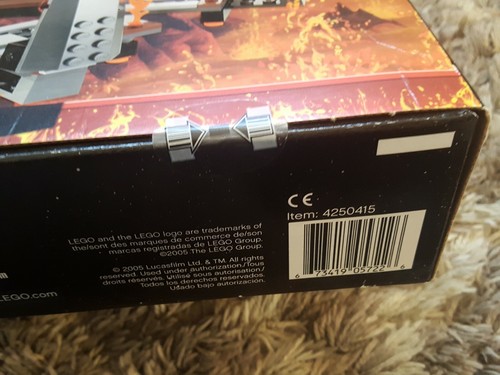 CE
Item: 4250415
6 73419 05722 6
LEGO and the LEGO logo are trademarks of
the/sont des marques de commerce de/son
marcas registradas de LEGO Group.
©2005 The LEGO Group.
© 2005 Lucasfilm Ltd. & TM. All rights
reserved. Used under authorization/Tous
droits réservés. Utilisé sous autorisation/
Todos los derechos reservados.
Usado bajo autorización.
LEGO.com